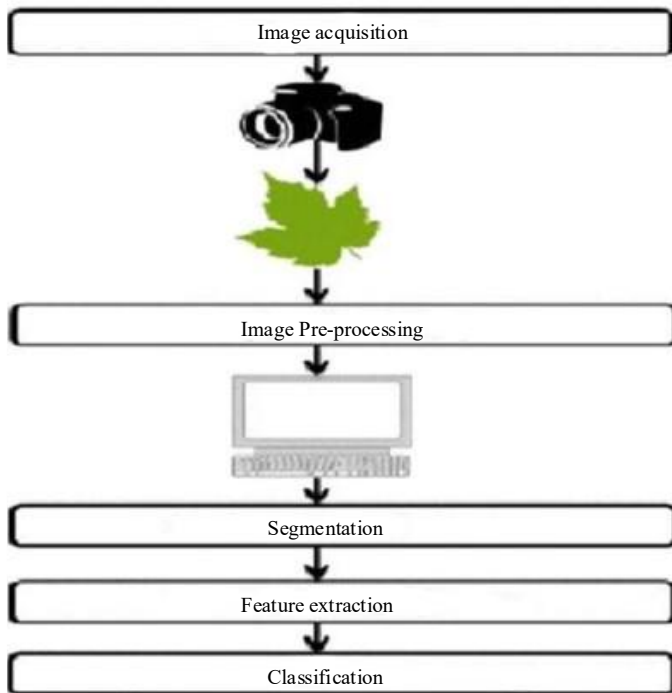 Image acquisition
Image Pre-processing
Segmentation
Feature extraction
Classification